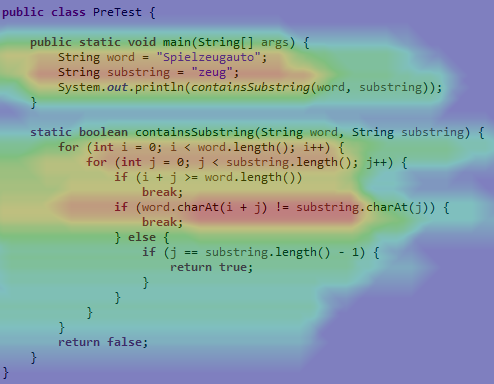 public class PreTest {
public static void main(String[] args) {
String word = "Spielzeugauto";
String substring = "zeug";
System.out.println(containsSubstring(word, substring));
}
static boolean containsSubstring(String word, String substring) {
for (int i = 0; i < word.length(); i++) {
for (int j = 0; j < substring.length(); j++) {
if (i + j >= word.length())
break;
if (word.charAt(i + j) != substring.charAt(j)) {
break;
} else {
if (j == substring.length() - 1) {
return true;
}
}
}
}
return false;
}
}